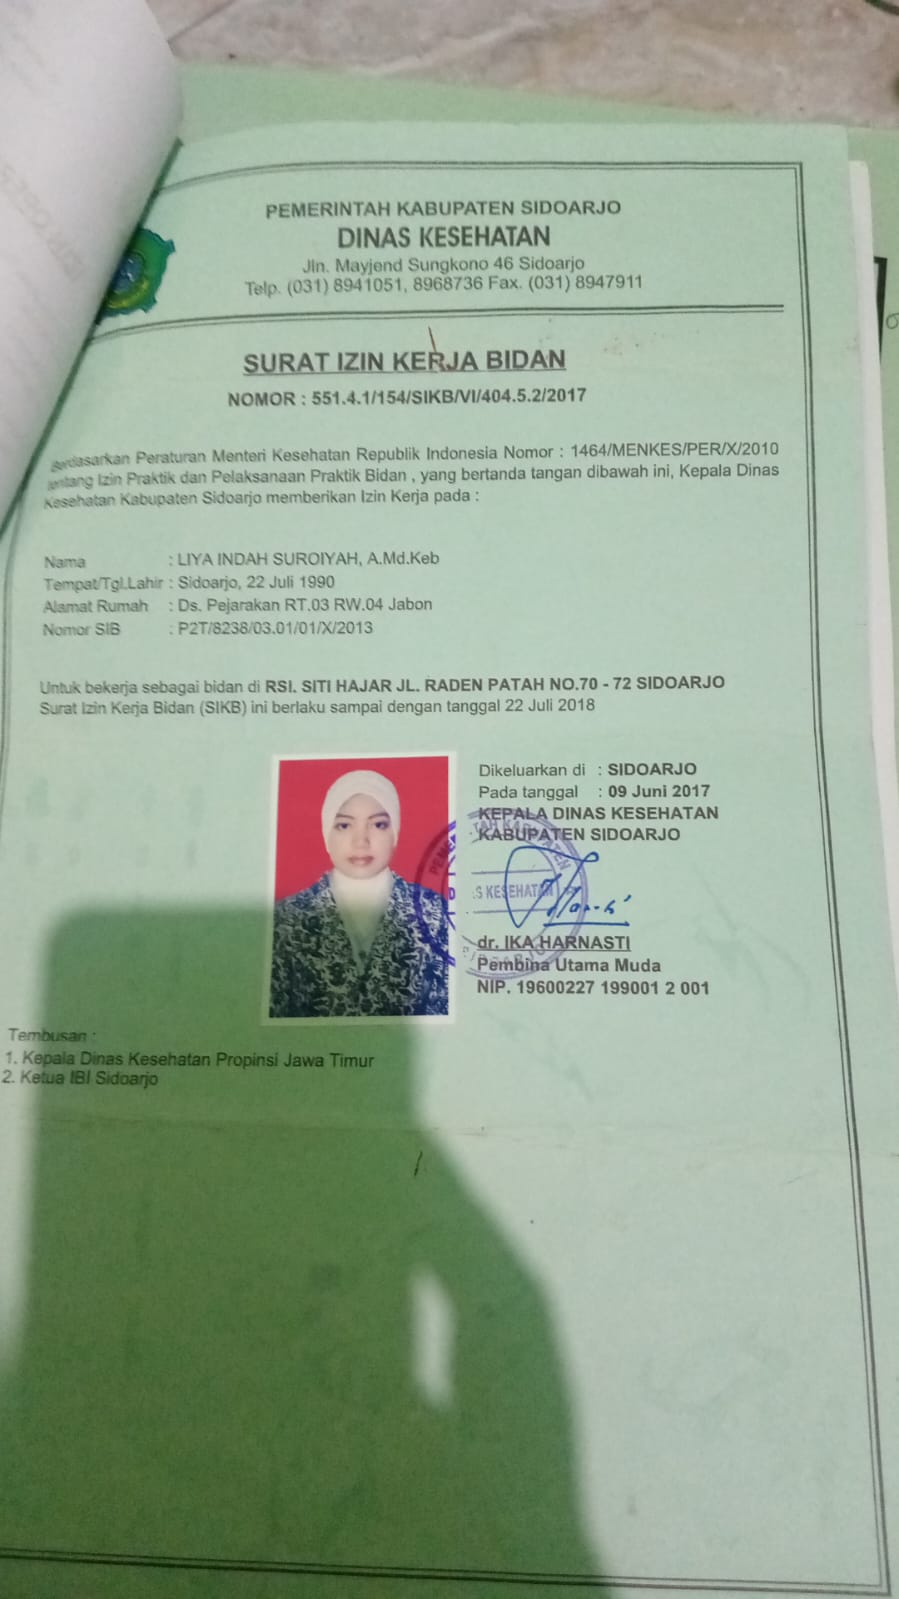 PEMERINTAH KABUPATEN SIDOARJO
DINAS KESEHATAN
Jln. Mayjend Sungkono 46 Sidoarjo
Telp. (031) 8941051, 8968736 Fax. (031) 8947911
SURAT IZIN KERJA BIDAN
NOMOR : 551.4.1/154/SIKB/VI/404.5.2/2017
Berdasarkan Peraturan Menteri Kesehatan Republik Indonesia Nomor : 1464/MENKES/PER/X/2010
tentang Izin Praktik dan Pelaksanaan Praktik Bidan , yang bertanda tangan dibawah ini, Kepala Dinas
Kesehatan Kabupaten Sidoarjo memberikan Izin Kerja pada :
Nama : LIYA INDAH SUROIYAH, A.Md.Keb
Tempat/Tgl.Lahir : Sidoarjo, 22 Juli 1990
Alamat Rumah : Ds. Pejarakan RT.03 RW.04 Jabon
Nomor SIB : P2T/8238/03.01/01/X/2013
Untuk bekerja sebagai bidan di RSI. SITI HAJAR JL. RADEN PATAH NO.70 - 72 SIDOARJO
Surat Izin Kerja Bidan (SIKB) ini berlaku sampai dengan tanggal 22 Juli 2018
Dikeluarkan di : SIDOARJO
Pada tanggal : 09 Juni 2017
KEPALA DINAS KESEHATAN
KABUPATEN SIDOARJO
S KESEHATAN
dr. IKA HARNASTI
Pembina Utama Muda
NIP. 19600227 199001 2 001
Tembusan :
1. Kepala Dinas Kesehatan Propinsi Jawa Timur
2. Ketua IBI Sidoarjo